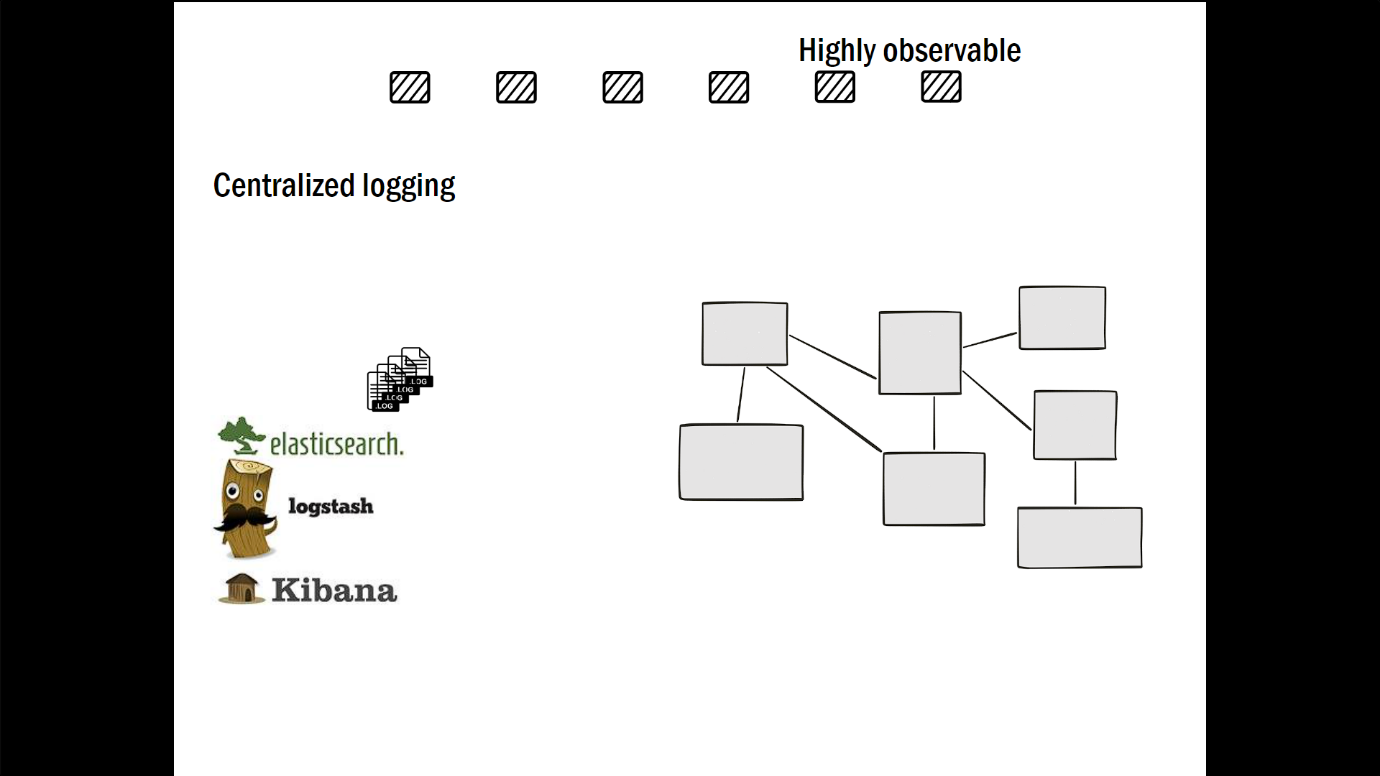 Highly observable
Centralized logging
.LOG
.LOG
.LOG
.LOG
elasticsearch.
logstash
Kibana